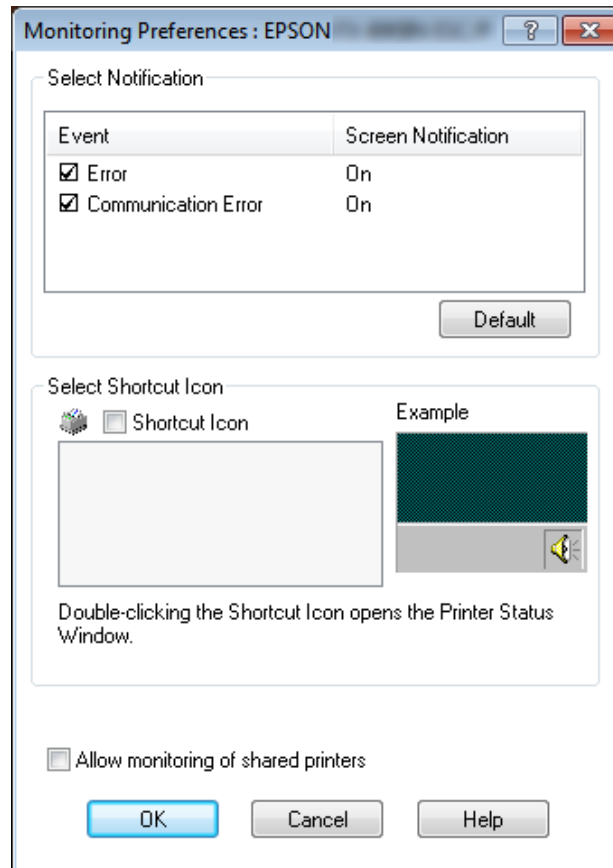 Monitoring Preferences : EPSON
Select Notification
Event Screen Notification
Error On
Communication Error On
Default
Select Shortcut Icon
Shortcut Icon
Example
Double-clicking the Shortcut Icon opens the Printer Status
Window.
Allow monitoring of shared printers
OK Cancel Help